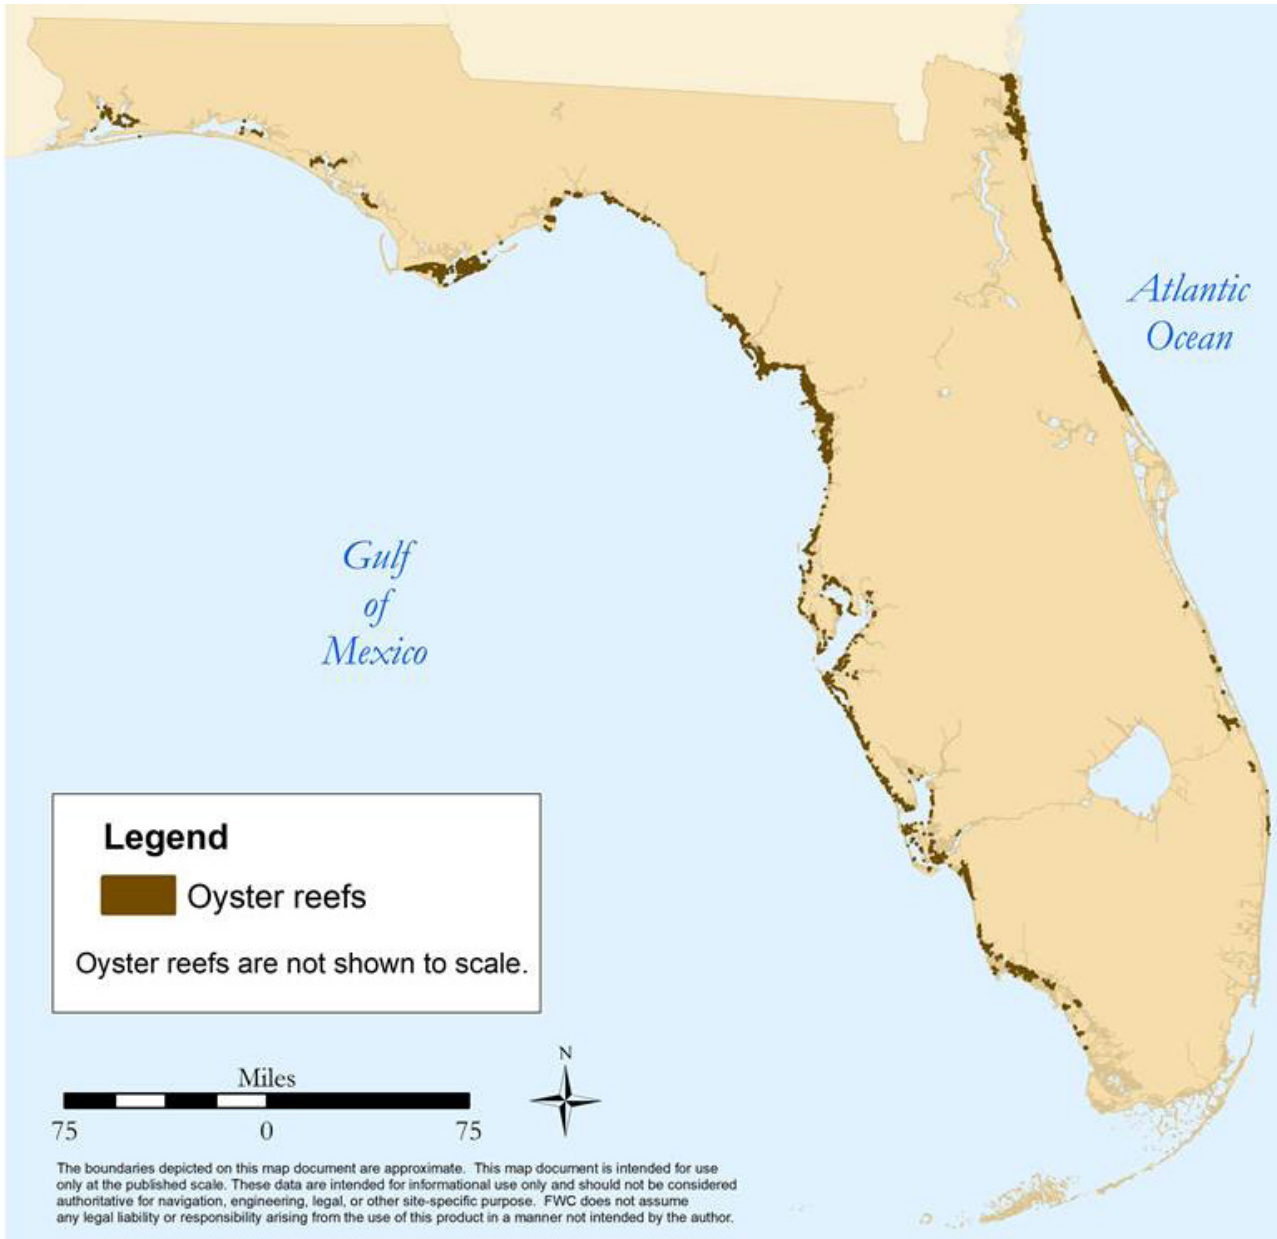 Atlantic
Ocean
Gulf
of
Mexico
Legend
Oyster reefs
Oyster reefs are not shown to scale.
Miles
75 0 75
N
The boundaries depicted on this map document are approximate. This map document is intended for use
only at the published scale. These data are intended for informational use only and should not be considered
authoritative for navigation, engineering, legal, or other site-specific purpose. FWC does not assume
any legal liability or responsibility arising from the use of this product in a manner not intended by the author.